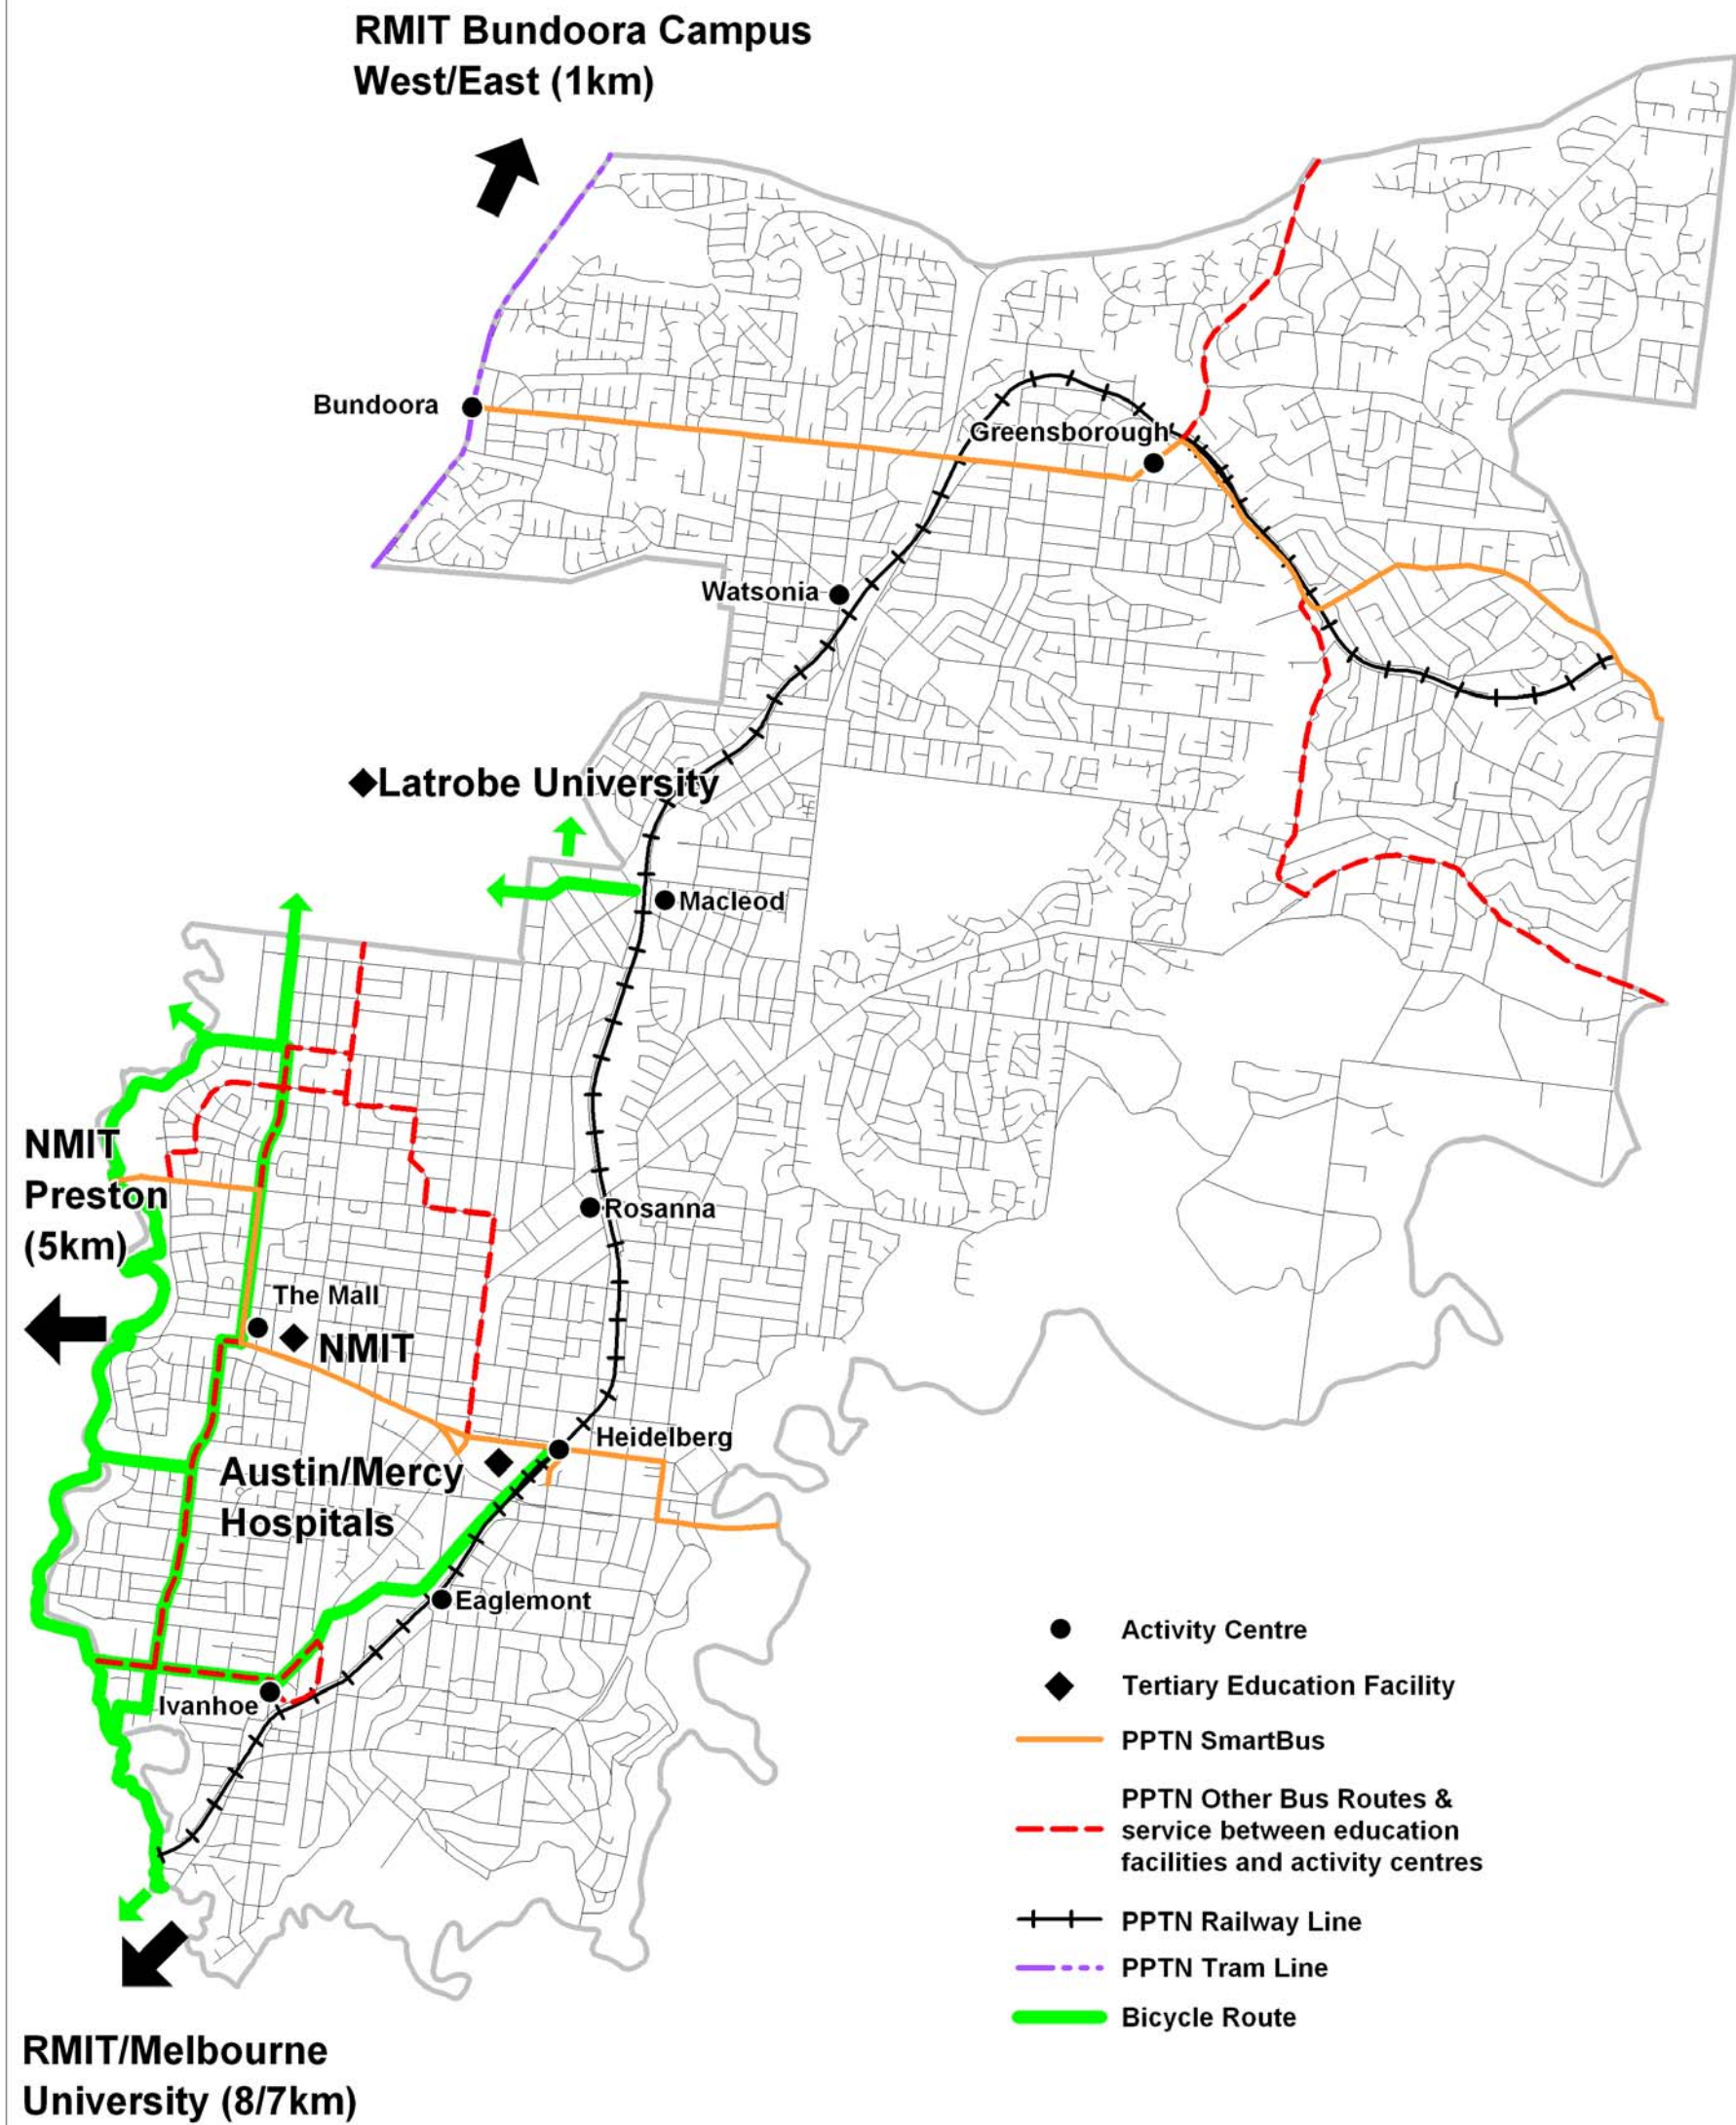 RMIT Bundoora Campus
West/East (1km)
Bundoora
Greensborough
Watsonia
Latrobe University
Macleod
NMIT
Preston
(5km)
Rosanna
The Mall
NMIT
Heidelberg
Austin/Mercy
Hospitals
Eaglemont
Ivanhoe
Activity Centre
Tertiary Education Facility
PPTN SmartBus
PPTN Other Bus Routes &
service between education
facilities and activity centres
PPTN Railway Line
PPTN Tram Line
Bicycle Route
RMIT/Melbourne
University (8/7km)